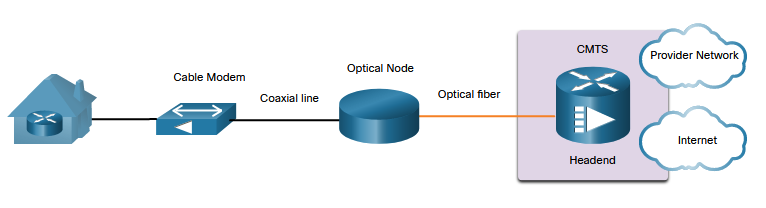 Cable Modem
Coaxial line
Optical Node
Optical fiber
CMTS
Headend
Provider Network
Internet